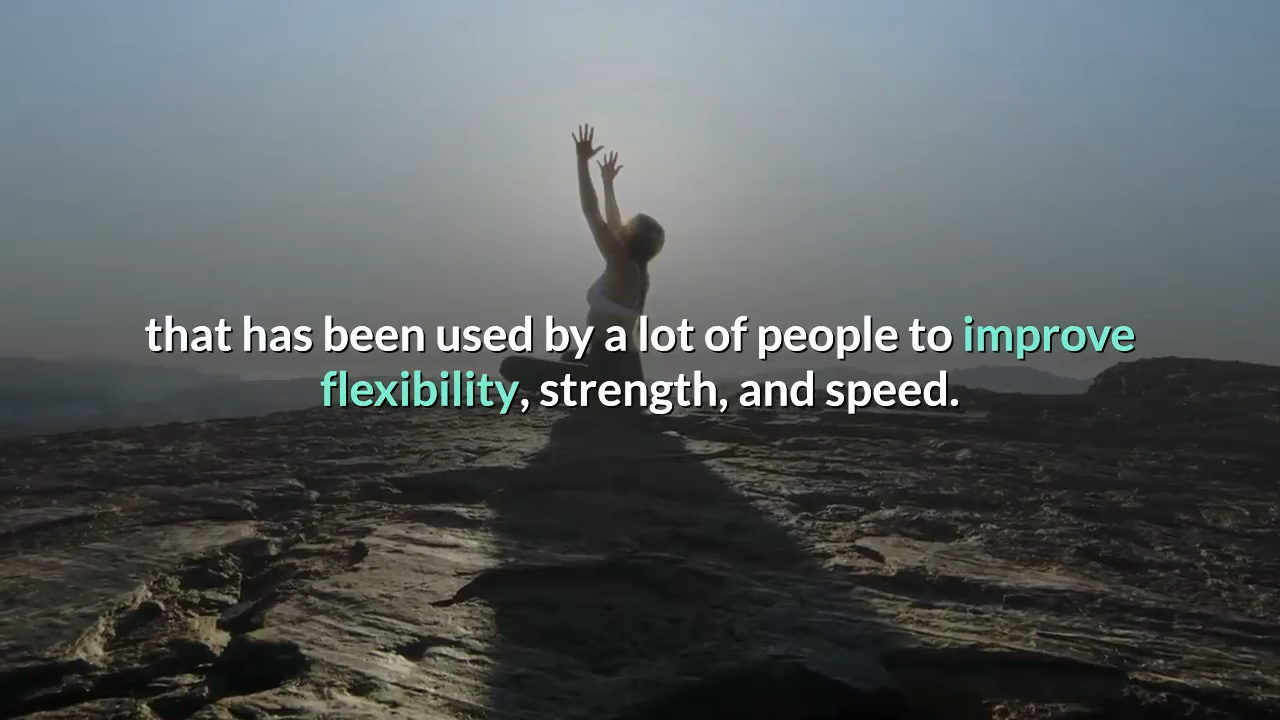 that has been used by a lot of people to improve
flexibility, strength, and speed.